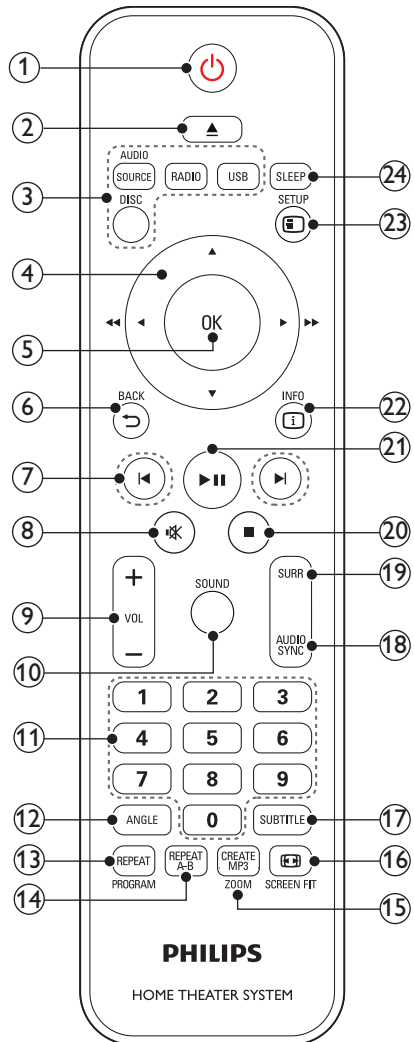 1
2
AUDIO
SOURCE RADIO USB SLEEP
24
3
DISC
SETUP
23
4
OK
5
6
BACK
INFO
22
21
7
8
20
SURR
19
+
SOUND
9
VOL
AUDIO
SYNC
18
−
10
1 2 3
11
4 5 6
7 8 9
12
ANGLE 0 SUBTITLE
17
13
REPEAT REPEAT A-B CREATE MP3
16
PROGRAM
14
ZOOM SCREEN FIT
15
PHILIPS
HOME THEATER SYSTEM